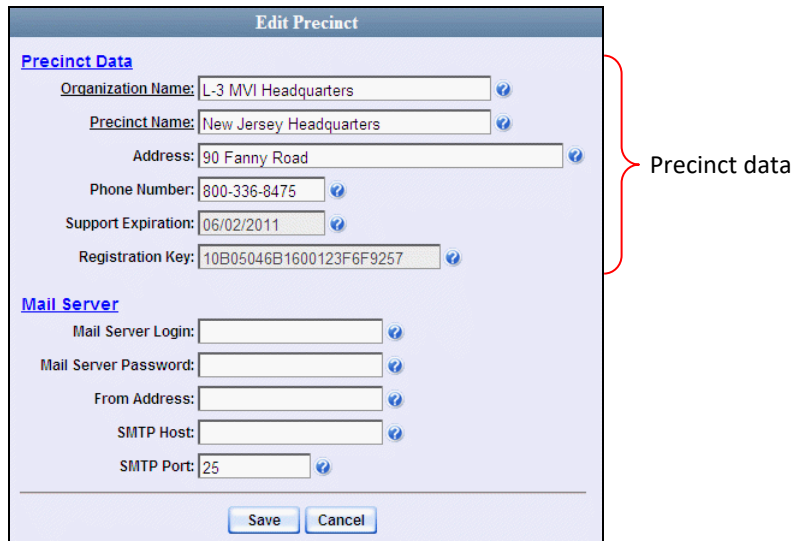 Edit Precinct
Precinct Data
Organization Name: L-3 MVI Headquarters
Precinct Name: New Jersey Headquarters
Address: 90 Fanny Road
Phone Number: 800-336-8475
Support Expiration: 06/02/2011
Registration Key: 10B05046B1600123F6F9257
Precinct data
Mail Server
Mail Server Login:
Mail Server Password:
From Address:
SMTP Host:
SMTP Port: 25
Save Cancel